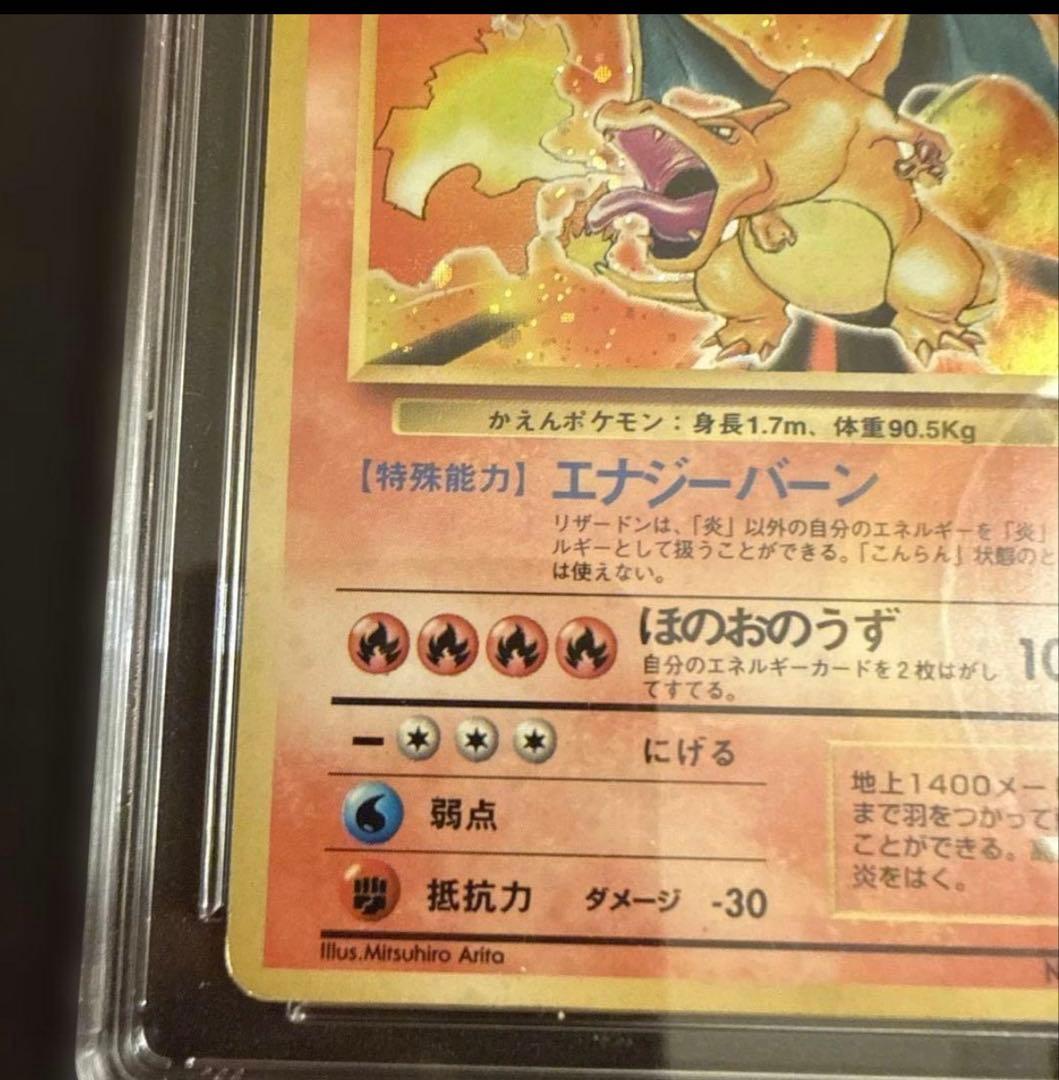 かえんポケモン：身長1.7m、体重90.5Kg
【特殊能力】エナジーバーン
リザードンは、「炎」以外の自分のエネルギーを「炎」
ルギーとして扱うことができる。「こんらん」状態のと
は使えない。
ほのおのうず 10
自分のエネルギーカードを2枚はがし
てすてる。
にげる
弱点
抵抗力 ダメージ -30
地上1400メー
まで羽をつかって
ことができる。
炎をはく。
Illus.Mitsuhiro Arita